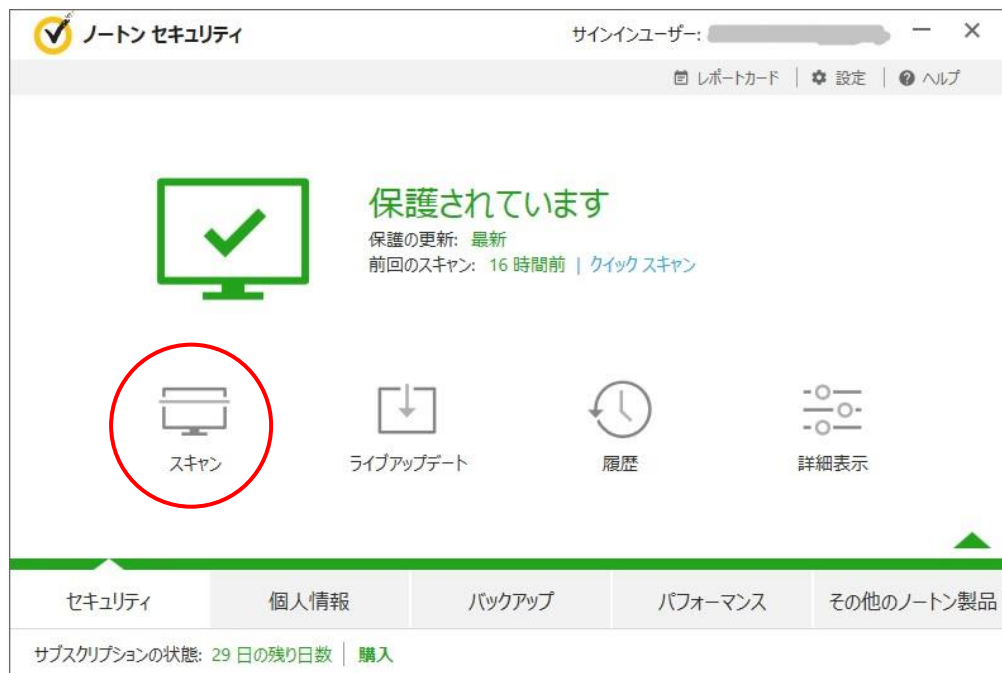 ノートン セキュリティ サインインユーザー:
レポートカード | 設定 | ヘルプ
保護されています
保護の更新: 最新
前回のスキャン: 16 時間前 | クイック スキャン
スキャン ライブアップデート 履歴 詳細表示
セキュリティ 個人情報 バックアップ パフォーマンス その他のノートン製品
サブスクリプションの状態: 29 日の残り日数 | 購入